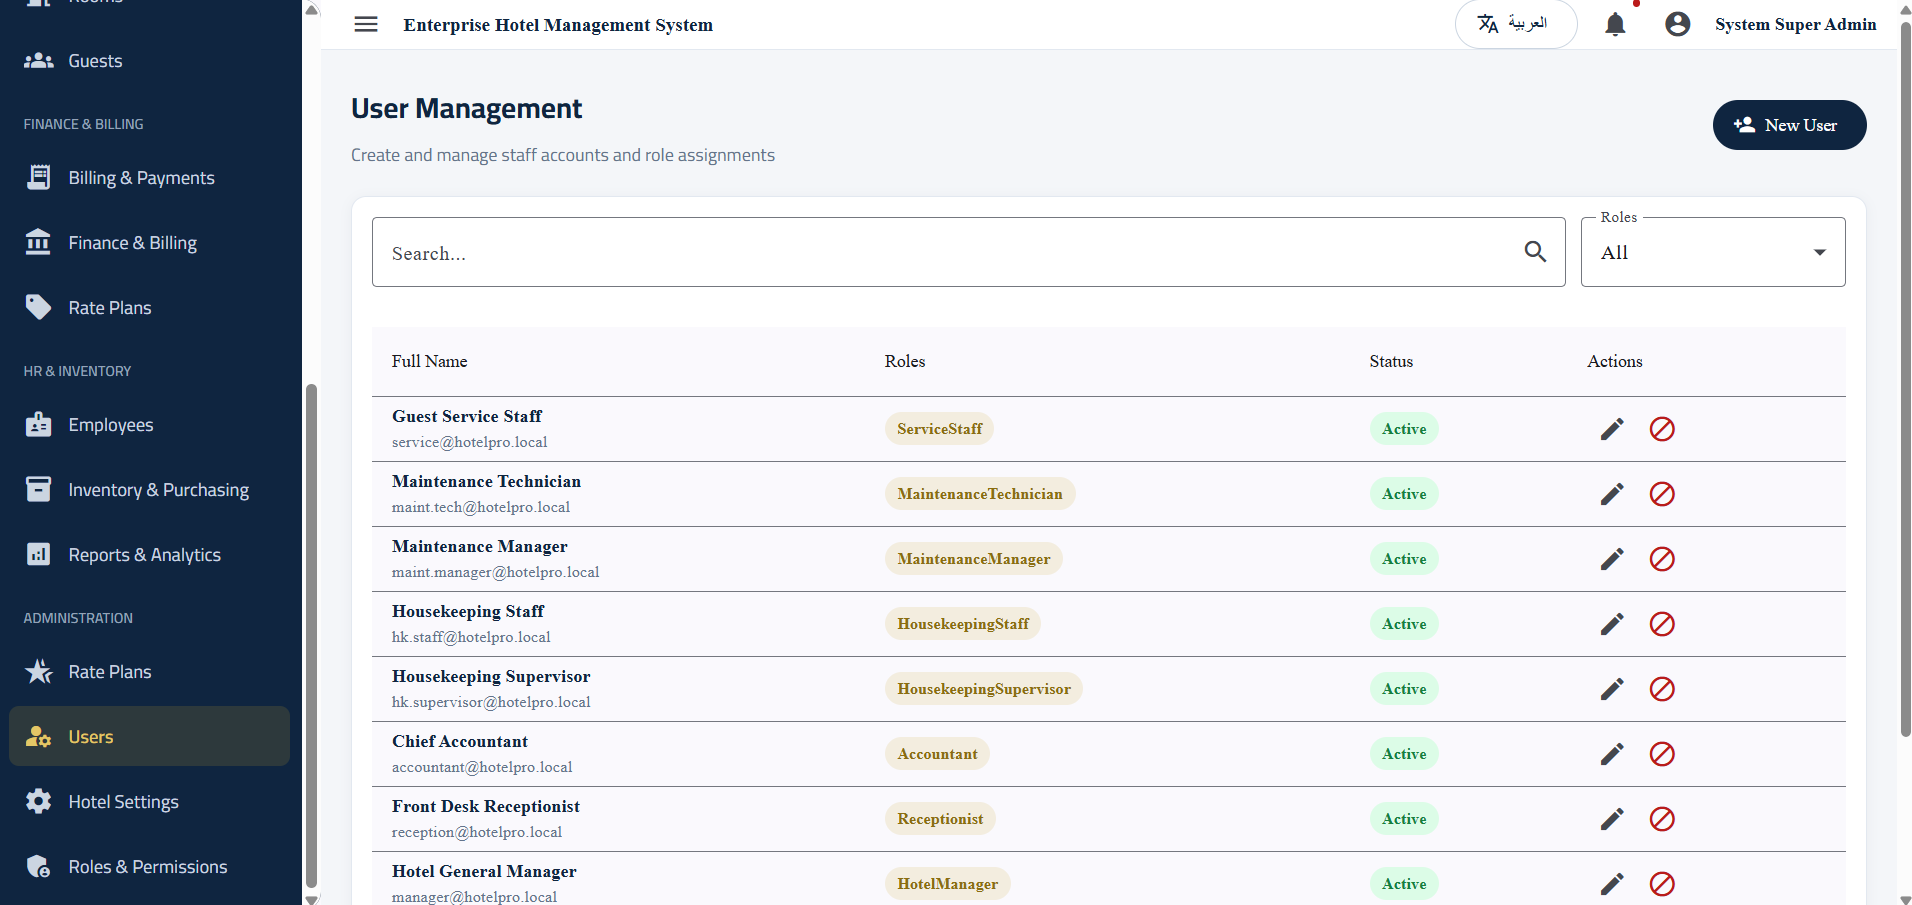 Rooms
Guests
FINANCE & BILLING
Billing & Payments
Finance & Billing
Rate Plans
HR & INVENTORY
Employees
Inventory & Purchasing
Reports & Analytics
ADMINISTRATION
Rate Plans
Users
Hotel Settings
Roles & Permissions
Enterprise Hotel Management System
العربية
System Super Admin
User Management
Create and manage staff accounts and role assignments
New User
Search...
Roles
All
Full Name Roles Status Actions
Guest Service Staff
service@hotelpro.local
ServiceStaff
Active
Maintenance Technician
maint.tech@hotelpro.local
MaintenanceTechnician
Active
Maintenance Manager
maint.manager@hotelpro.local
MaintenanceManager
Active
Housekeeping Staff
hk.staff@hotelpro.local
HousekeepingStaff
Active
Housekeeping Supervisor
hk.supervisor@hotelpro.local
HousekeepingSupervisor
Active
Chief Accountant
accountant@hotelpro.local
Accountant
Active
Front Desk Receptionist
reception@hotelpro.local
Receptionist
Active
Hotel General Manager
manager@hotelpro.local
HotelManager
Active